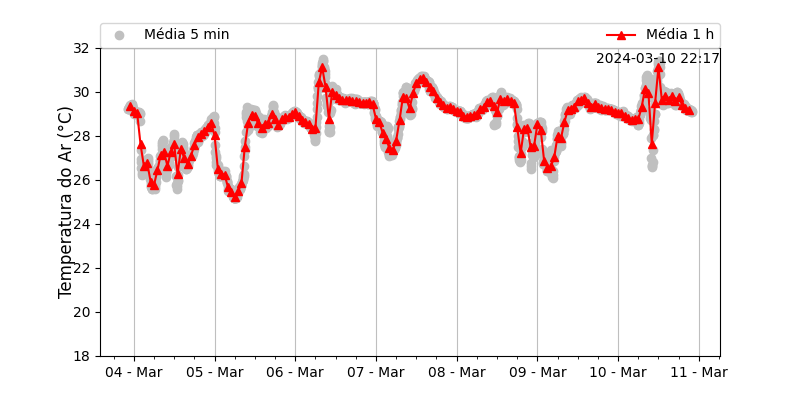 Média 5 min
Média 1 h
2024-03-10 22:17
Temperatura do Ar (°C)
32
30
28
26
24
22
20
18
04 - Mar
05 - Mar
06 - Mar
07 - Mar
08 - Mar
09 - Mar
10 - Mar
11 - Mar